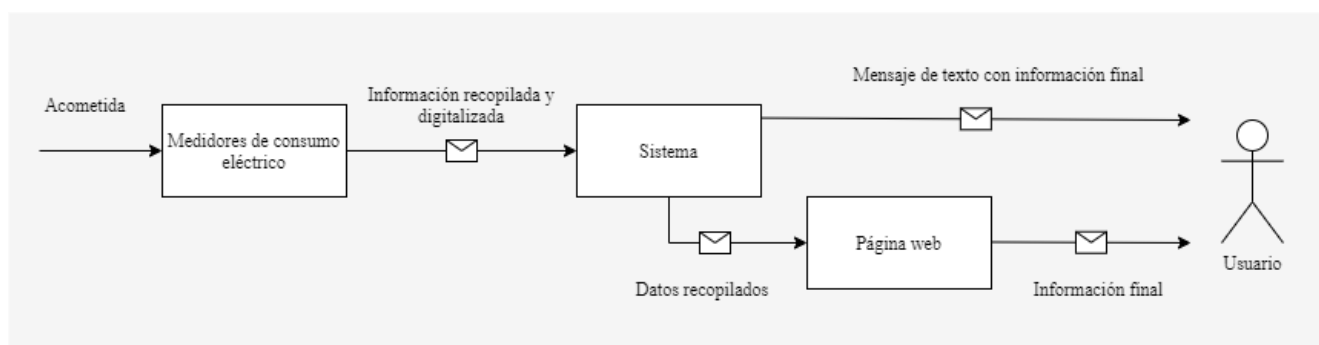 Acometida
Medidores de consumo
eléctrico
Información recopilada y
digitalizada
Sistema
Mensaje de texto con información final
Datos recopilados
Página web
Información final
Usuario